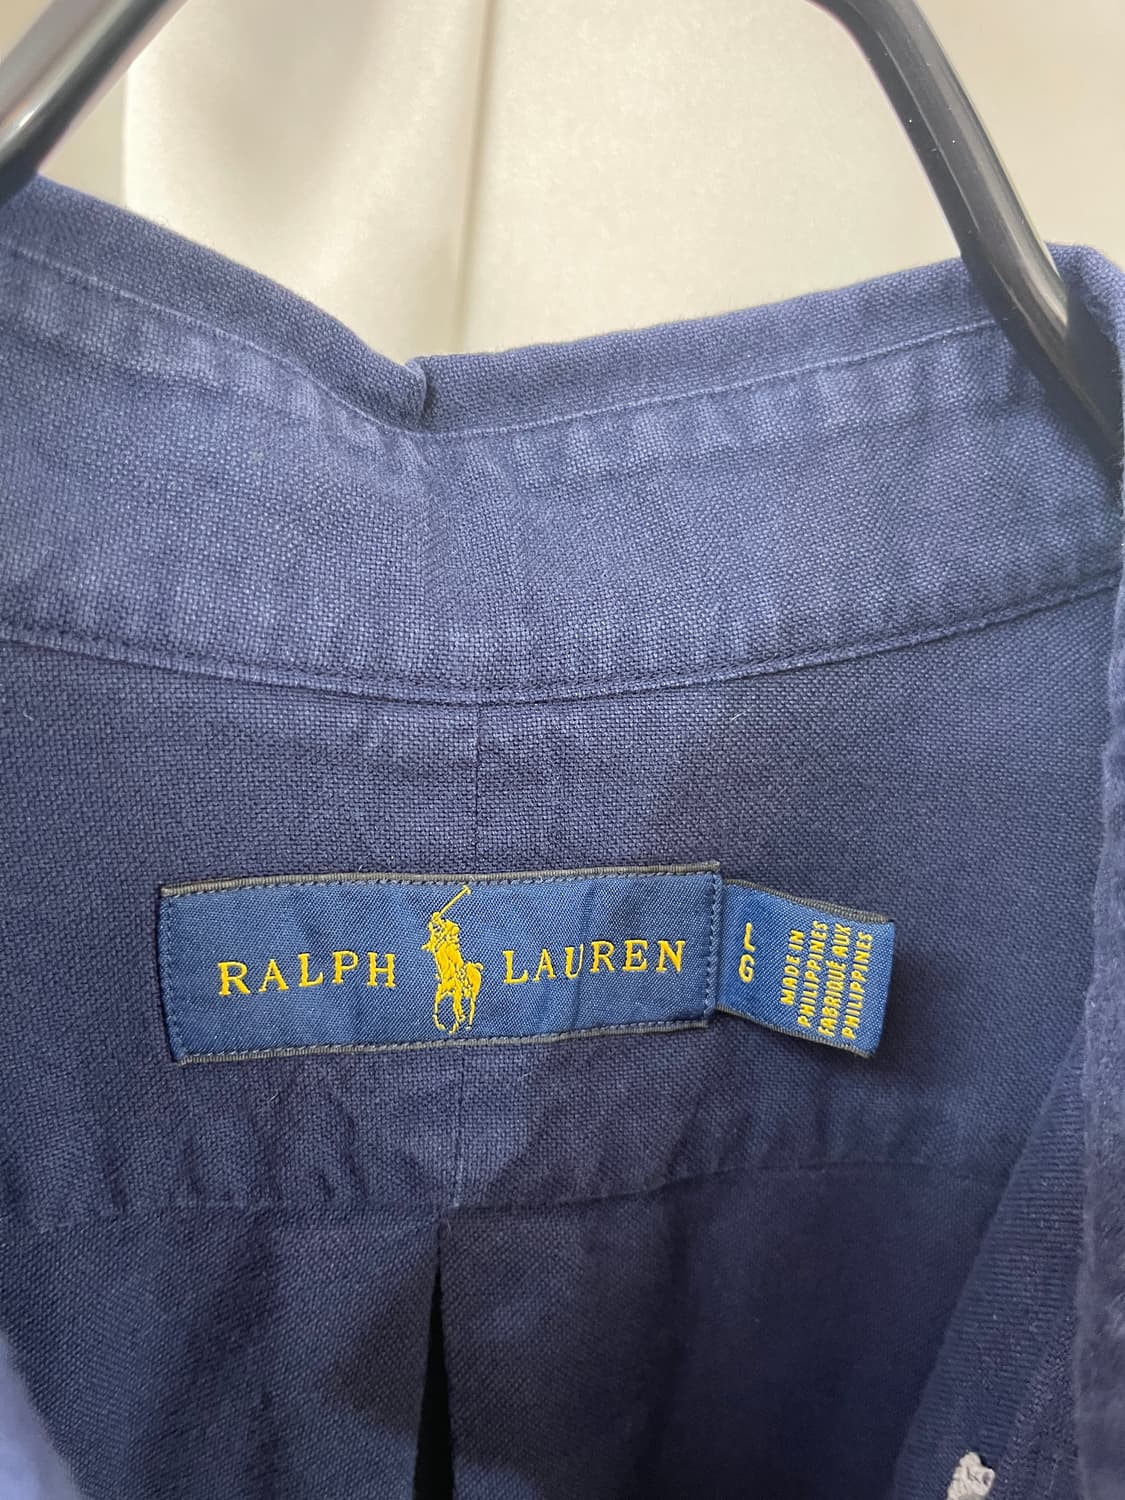 RALPH LAUREN
L
G
MADE IN
PHILIPPINES
FABRIQUÉ AUX
PHILIPPINES